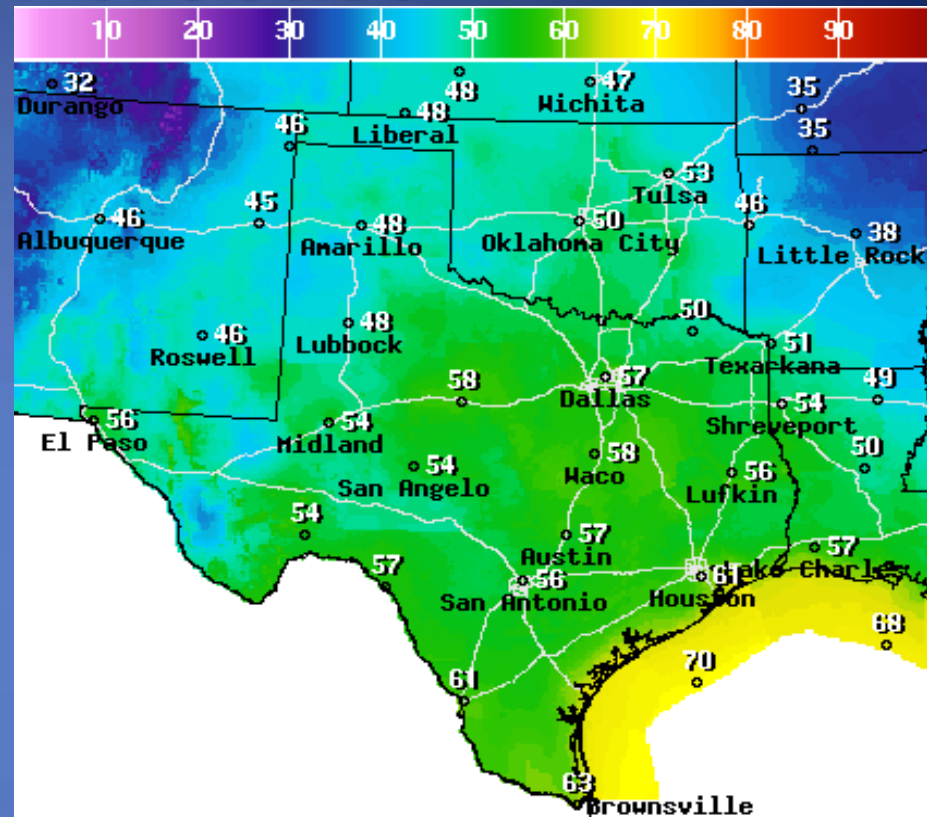 10 20 30 40 50 60 70 80 90
32
Durango
48
48
Liberal
47
Wichita
35
35
46
53
Tulsa
46
Albuquerque
45
48
Amarillo
50
Oklahoma City
46
38
Little Rock
46
Roswell
48
Lubbock
50
51
Texarkana
57
Dallas
58
49
54
Shreveport
56
El Paso
54
Midland
54
San Angelo
58
Waco
56
Lufkin
50
54
57
Austin
57
Lake Charles
57
56
San Antonio
61
Houston
68
70
61
63
Brownsville